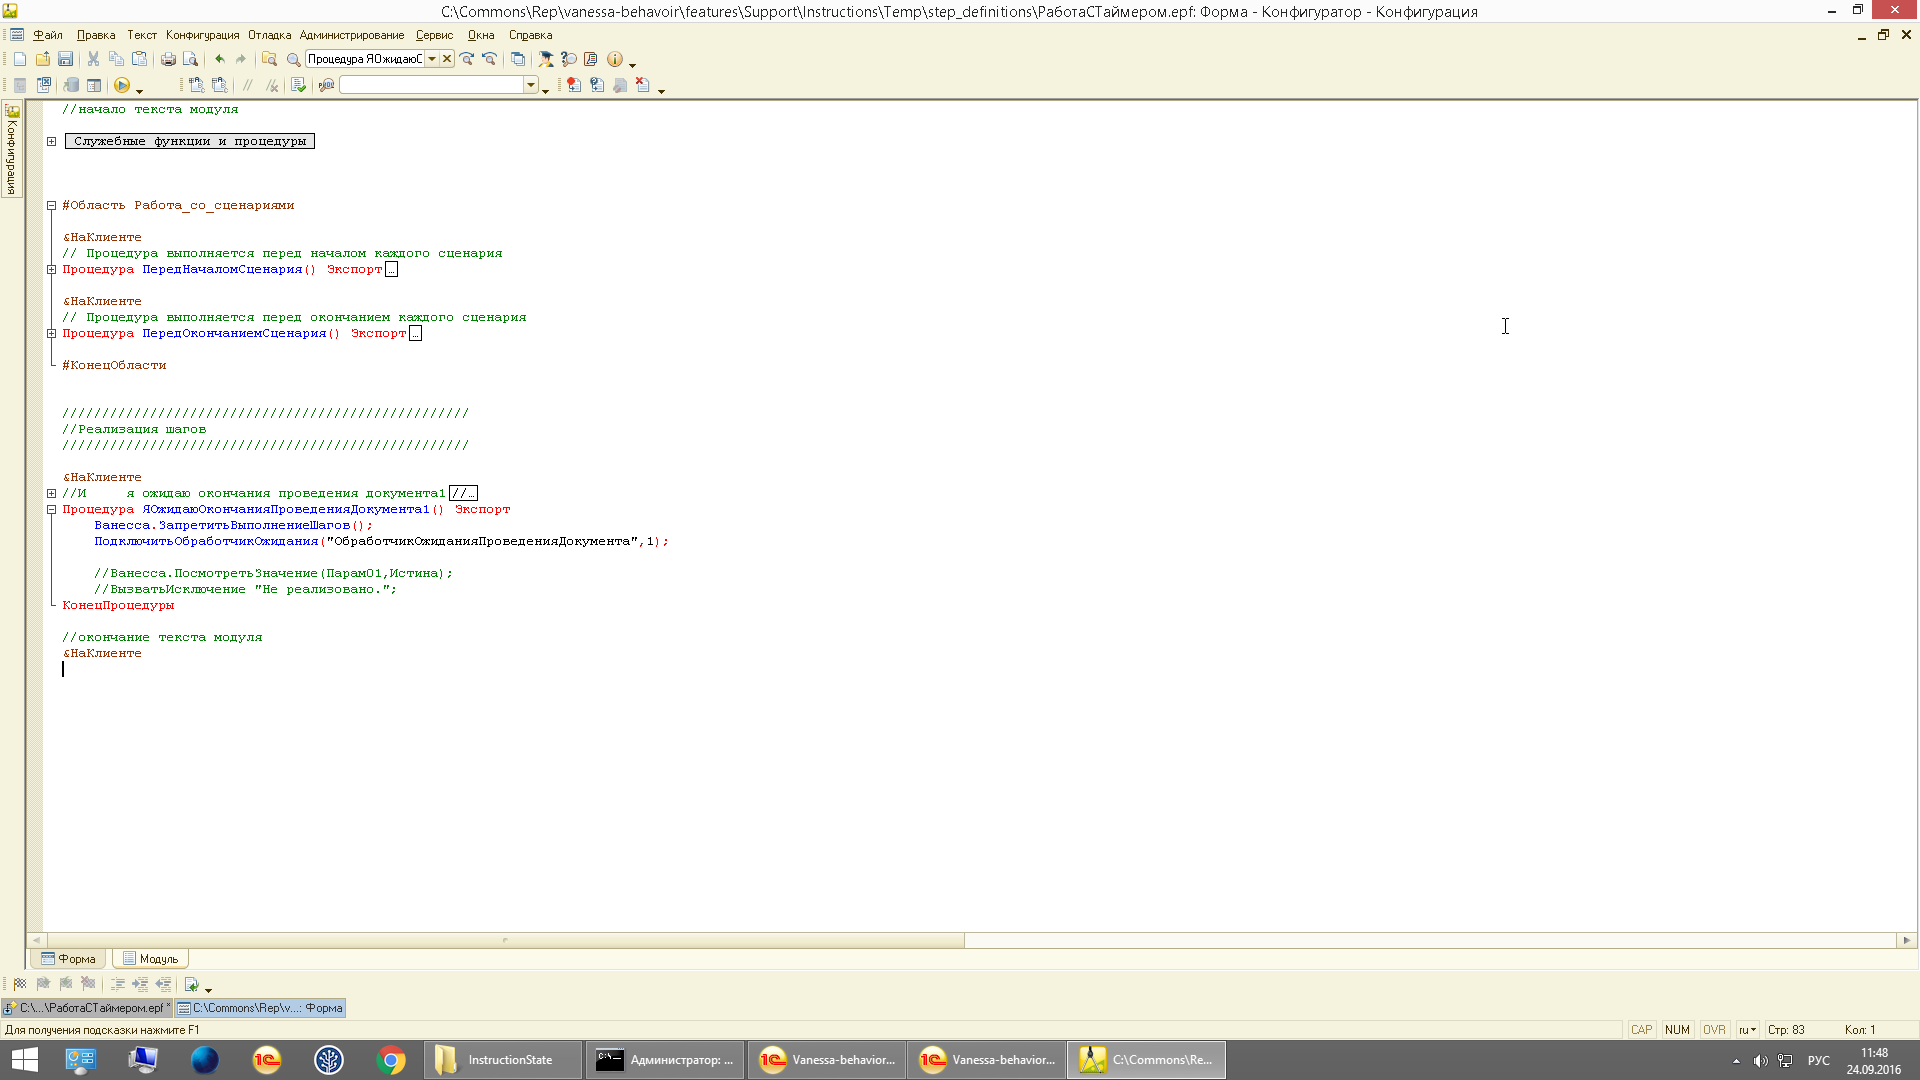 C:\Commons\Rep\vanessa-behavoir\features\Support\Instructions\Temp\step_definitions\РаботаСТаймером.epf: Форма - Конфигуратор - Конфигурация
Файл Правка Текст Конфигурация Отладка Администрирование Сервис Окна Справка
Процедура ЯОжидаюС
Конфигурация
//начало текста модуля
Служебные функции и процедуры
#Область Работа_со_сценариями
&НаКлиенте
// Процедура выполняется перед началом каждого сценария
Процедура ПередНачаломСценария() Экспорт...
&НаКлиенте
// Процедура выполняется перед окончанием каждого сценария
Процедура ПередОкончаниемСценария() Экспорт...
#КонецОбласти
///////////////////////////////////////////////////
//Реализация шагов
///////////////////////////////////////////////////
&НаКлиенте
//И     я ожидаю окончания проведения документа1 //...
Процедура ЯОжидаюОкончанияПроведенияДокумента1() Экспорт
Ванесса.ЗапретитьВыполнениеШагов();
ПодключитьОбработчикОжидания("ОбработчикОжиданияПроведенияДокумента",1);
//Ванесса.ПосмотретьЗначение(Парам01,Истина);
//ВызватьИсключение "Не реализовано.";
КонецПроцедуры
//окончание текста модуля
&НаКлиенте
Форма Модуль
C:\...\РаботаСТаймером.epf * C:\Commons\Rep\v...: Форма
Для получения подсказки нажмите F1 CAP NUM OVR ru Стр: 83 Кол: 1
InstructionState Администратор: ... Vanessa-behavior... Vanessa-behavior... C:\Commons\Re... РУС 11:48
24.09.2016